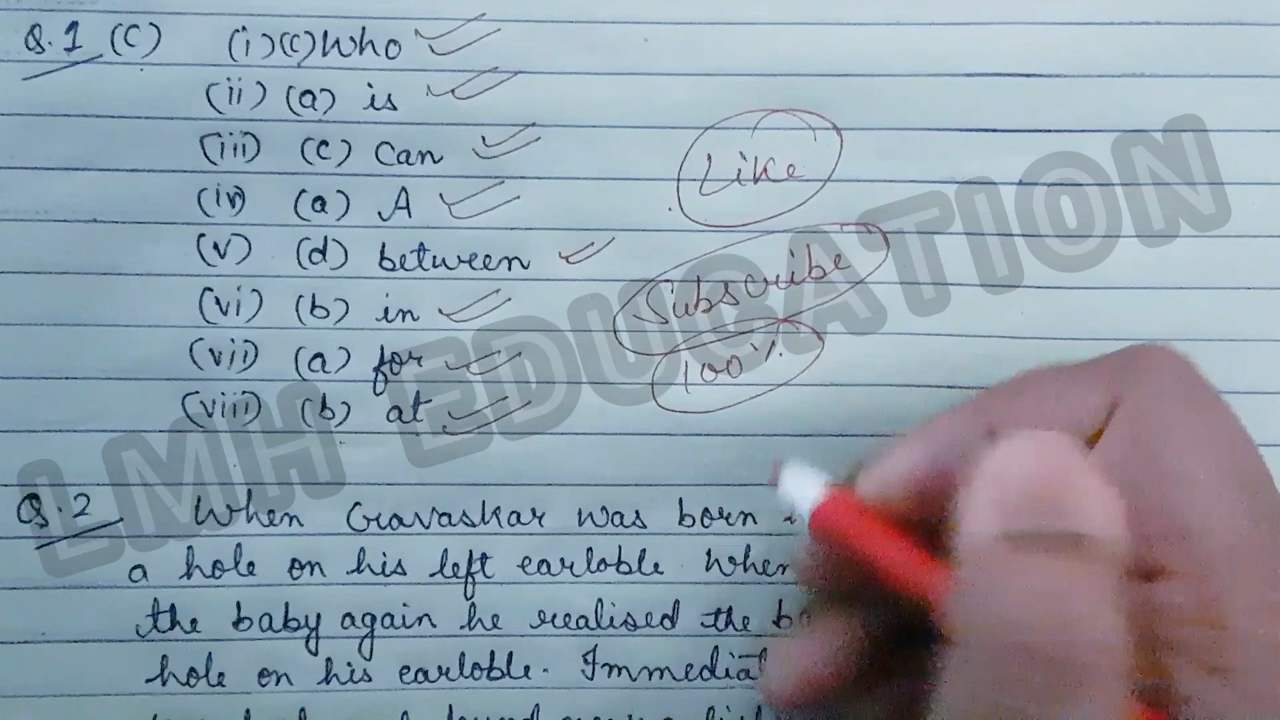 Q.1 (C) (i)(c) Who
(ii) (a) is
(iii) (c) Can
(iv) (a) A
(v) (d) between
(vi) (b) in
(vii) (a) for
(viii) (b) at
Like
Subscribe
100%
LMH EDUCATION
Q.2 When Gavaskar was born
a hole on his left earloble when
the baby again he realised the
hole on his earloble. Immediat